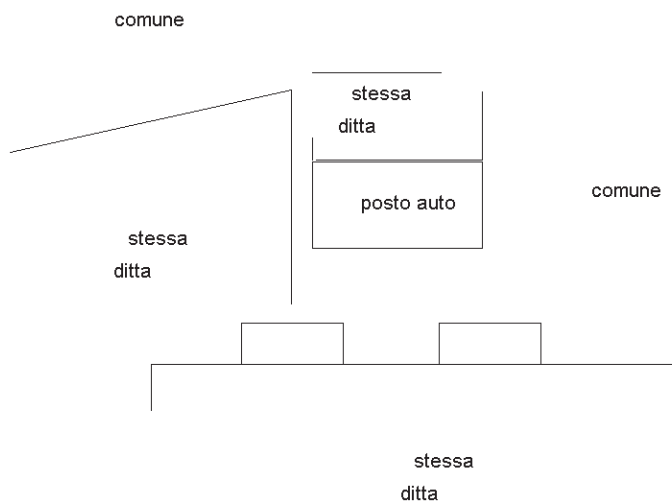 comune
stessa
ditta
posto auto
comune
stessa
ditta
stessa
ditta